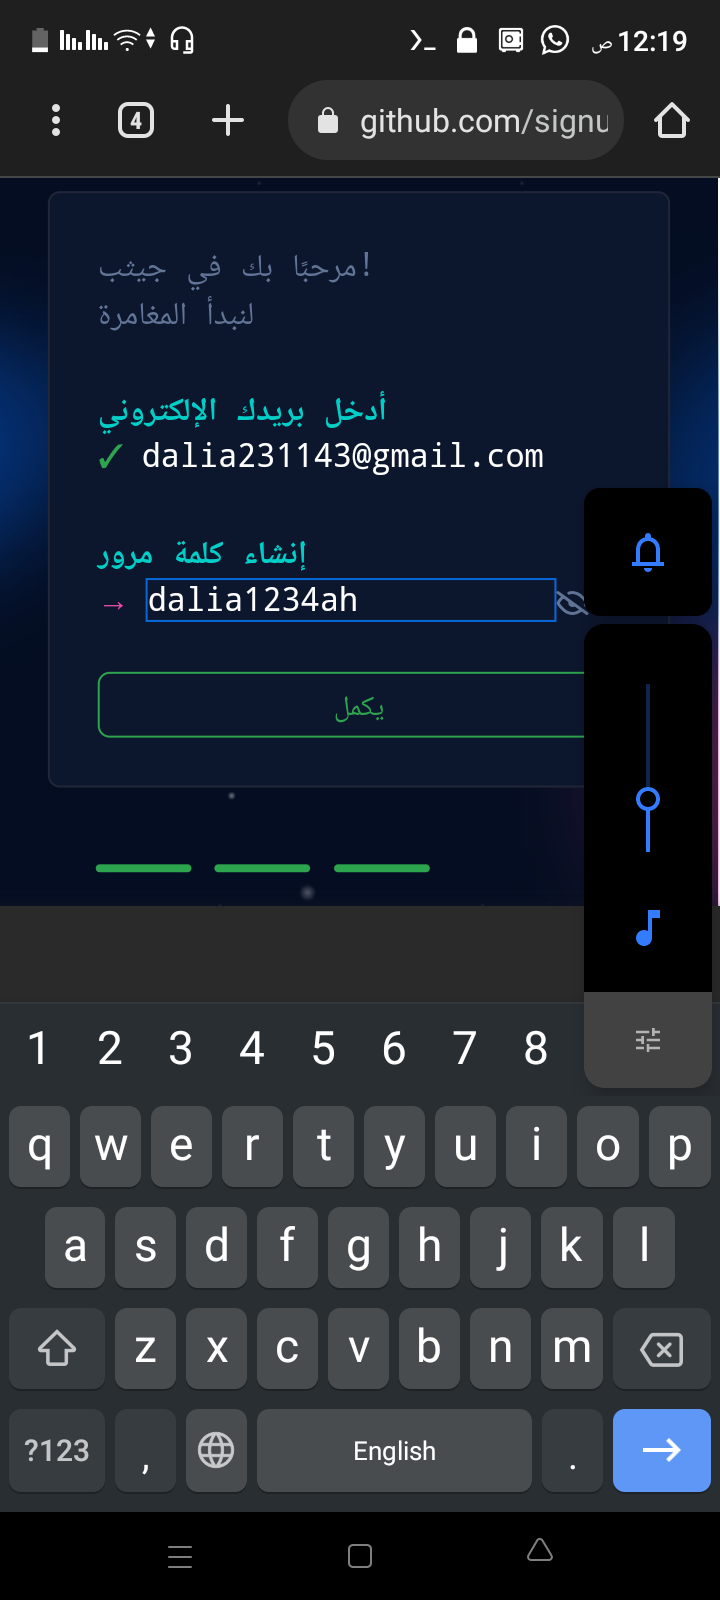 12:19 ص
4
github.com/signu
مرحبًا بك في جيثب!
لنبدأ المغامرة
أدخل بريدك الإلكتروني
✓ dalia231143@gmail.com
إنشاء كلمة مرور
→ dalia1234ah
يكمل
1 2 3 4 5 6 7 8
q w e r t y u i o p
a s d f g h j k l
z x c v b n m
?123 , English .